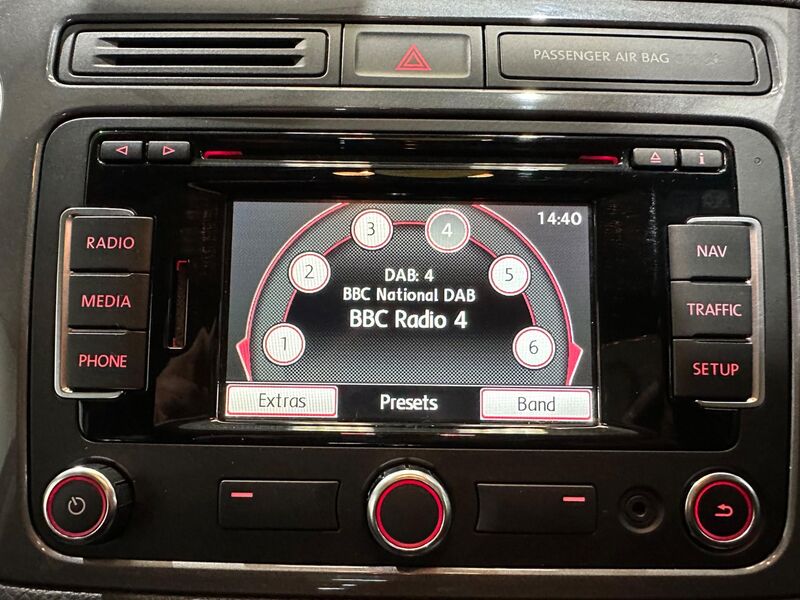 PASSENGER AIR BAG
i
RADIO
MEDIA
PHONE
14:40
3
4
2
5
1
6
DAB: 4
BBC National DAB
BBC Radio 4
Extras
Presets
Band
NAV
TRAFFIC
SETUP